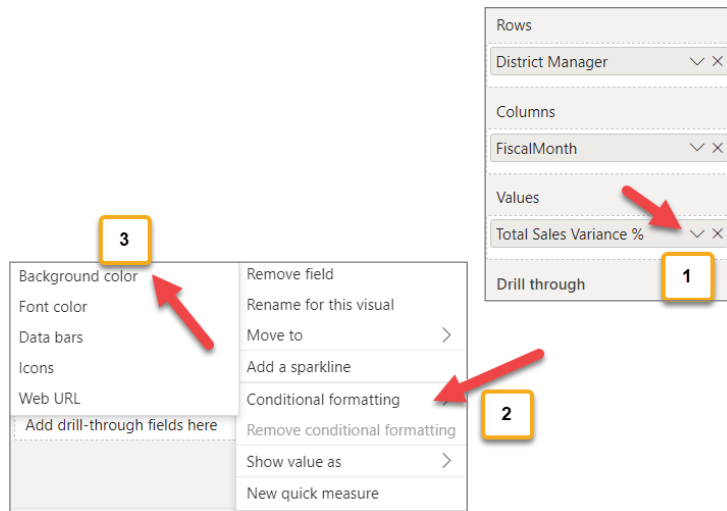 Rows
District Manager
Columns
FiscalMonth
Values
Total Sales Variance %
1
Drill through
3
Background color
Font color
Data bars
Icons
Web URL
Add drill-through fields here
Remove field
Rename for this visual
Move to
Add a sparkline
Conditional formatting
Remove conditional formatting
Show value as
New quick measure
2